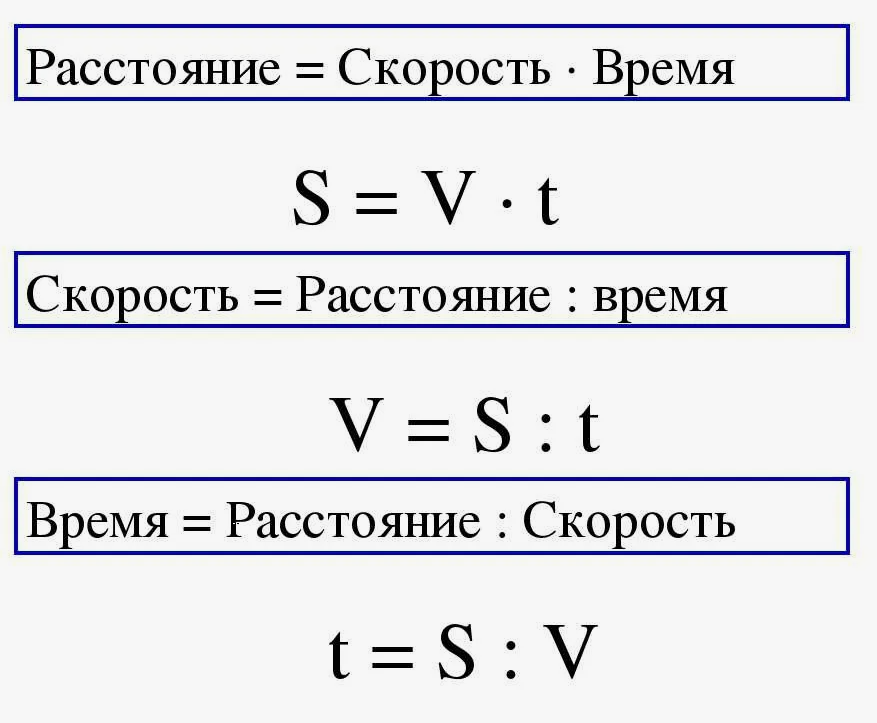 Расстояние = Скорость · Время
S = V · t
Скорость = Расстояние : время
V = S : t
Время = Расстояние : Скорость
t = S : V